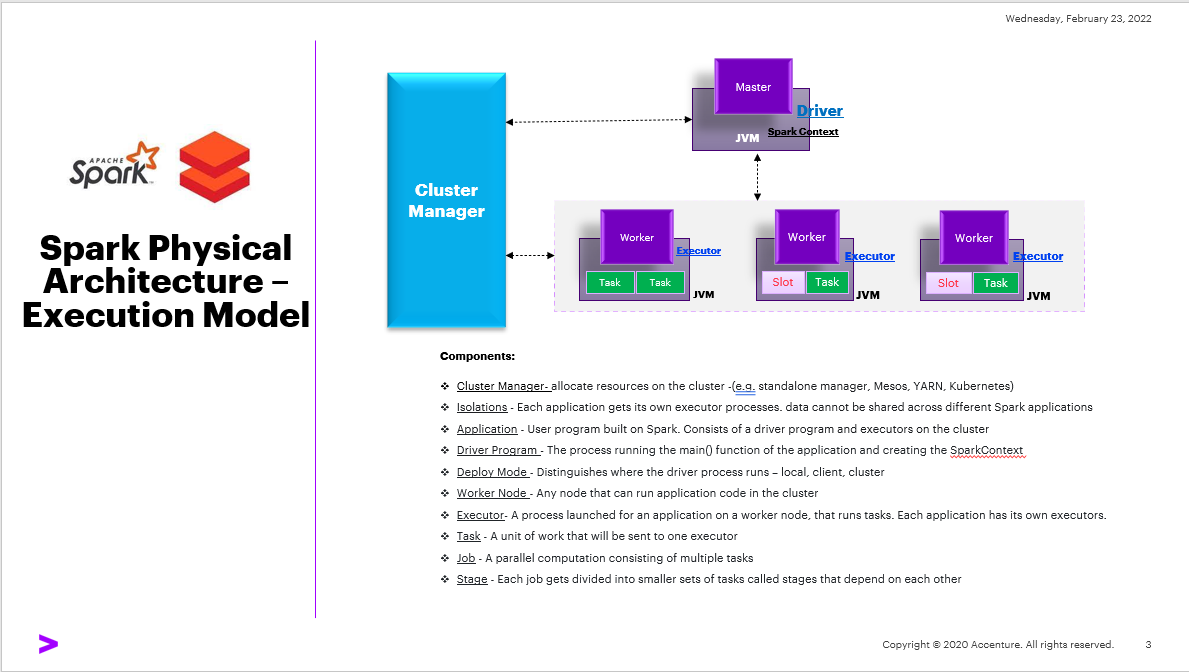 Wednesday, February 23, 2022
APACHE
Spark™
Spark Physical
Architecture –
Execution Model
Cluster
Manager
Master
Driver
Spark Context
JVM
Worker
Executor
Task
Task
JVM
Worker
Executor
Slot
Task
JVM
Worker
Executor
Slot
Task
JVM
Components:
❖ Cluster Manager- allocate resources on the cluster -(e.g. standalone manager, Mesos, YARN, Kubernetes)
❖ Isolations - Each application gets its own executor processes. data cannot be shared across different Spark applications
❖ Application - User program built on Spark. Consists of a driver program and executors on the cluster
❖ Driver Program - The process running the main() function of the application and creating the SparkContext
❖ Deploy Mode - Distinguishes where the driver process runs – local, client, cluster
❖ Worker Node - Any node that can run application code in the cluster
❖ Executor- A process launched for an application on a worker node, that runs tasks. Each application has its own executors.
❖ Task - A unit of work that will be sent to one executor
❖ Job - A parallel computation consisting of multiple tasks
❖ Stage - Each job gets divided into smaller sets of tasks called stages that depend on each other
Copyright © 2020 Accenture. All rights reserved. 3